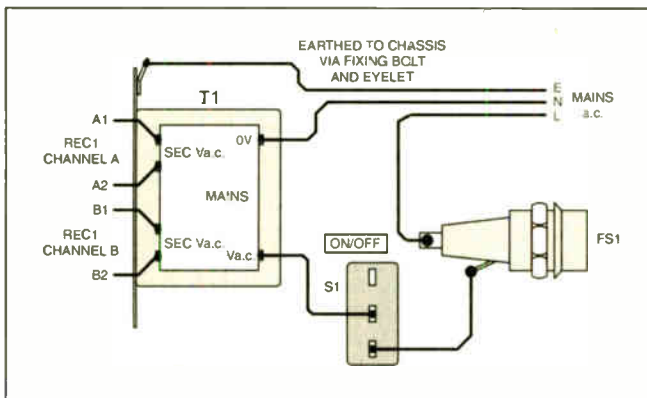 EARTHED TO CHASSIS
VIA FIXING BOLT
AND EYELET
E
N
L
MAINS
a.c.
T1
A1
REC1
CHANNEL A
A2
B1
REC1
CHANNEL B
B2
SEC Va.c.
0V
MAINS
SEC Va.c.
Va.c.
ON/OFF
S1
FS1